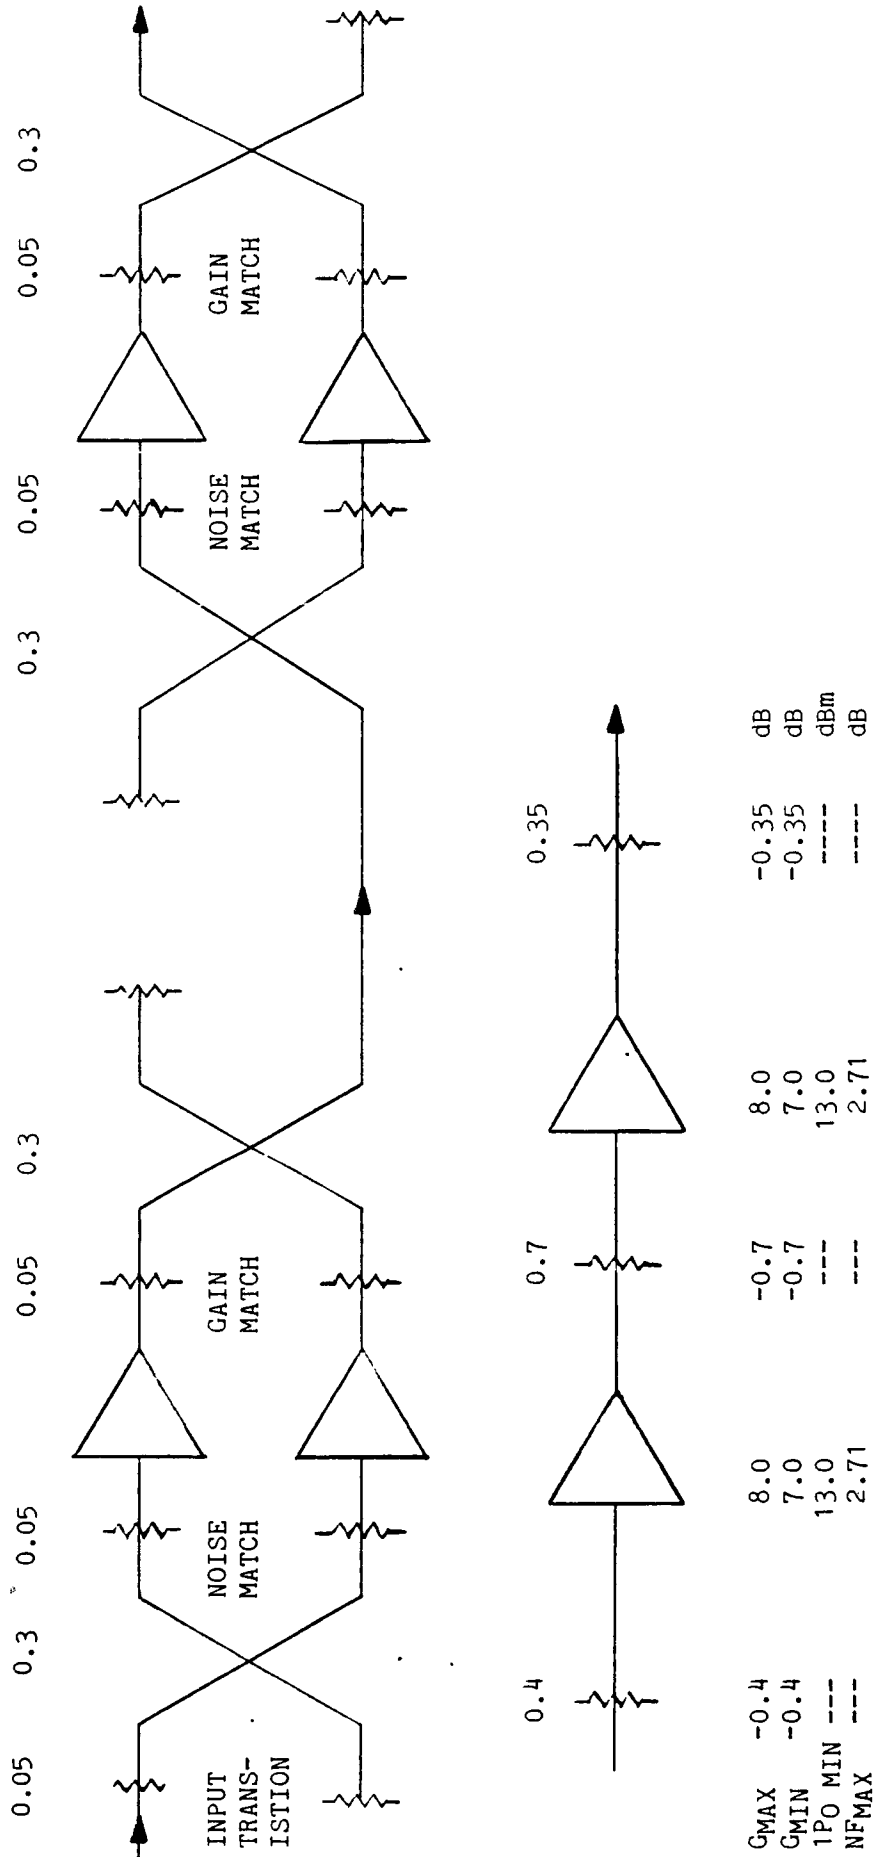 0.05 0.3 0.05 0.05 0.3 0.3 0.05 0.05 0.3
INPUT
TRANS-
ISTION
NOISE
MATCH
GAIN
MATCH
NOISE
MATCH
GAIN
MATCH
0.4 0.7 0.35
GMAX -0.4 8.0 -0.7 8.0 -0.35 dB
GMIN -0.4 7.0 -0.7 7.0 -0.35 dB
1PO MIN --- 13.0 --- 13.0 ---- dBm
NFMAX --- 2.71 --- 2.71 ---- dB